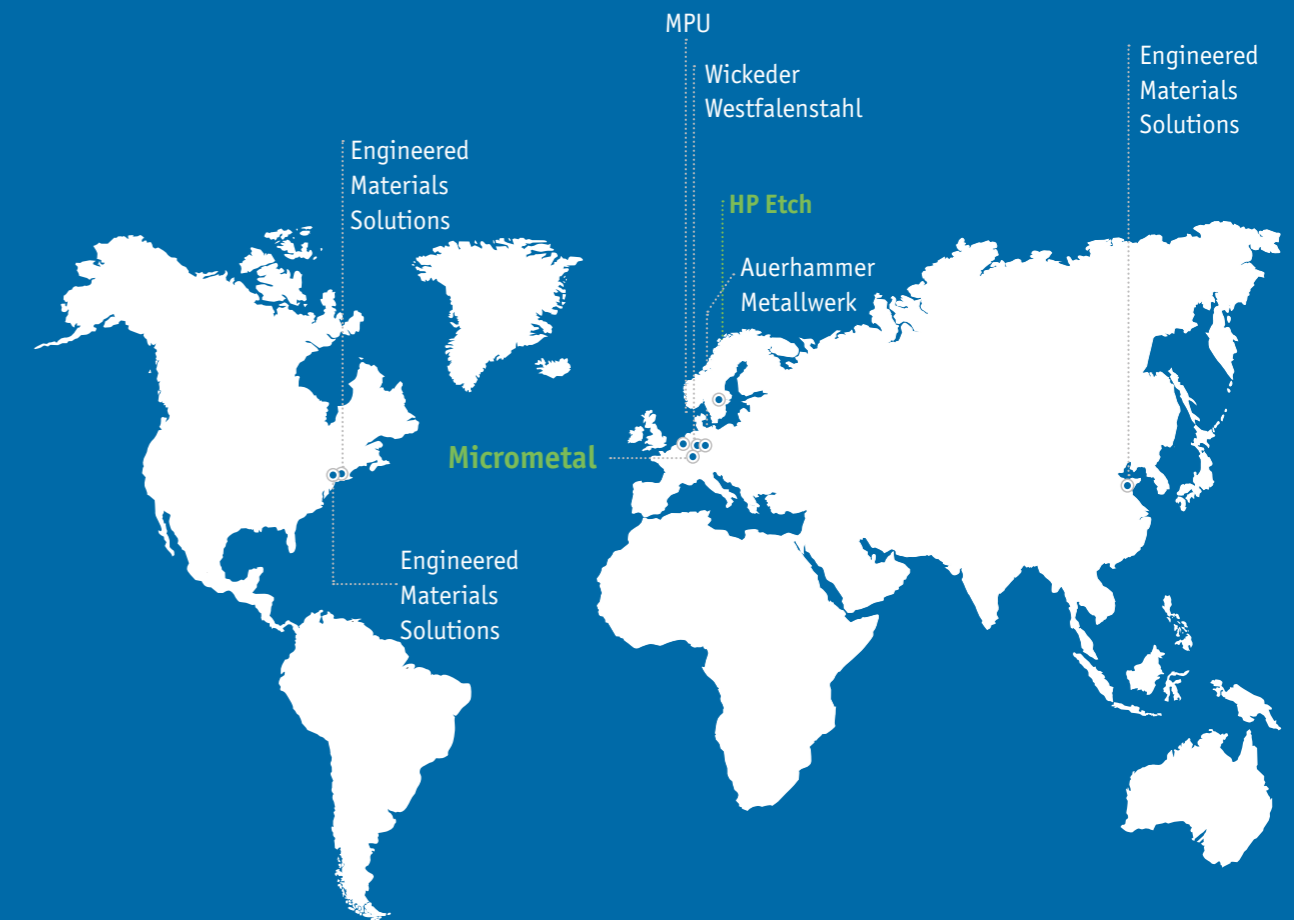 MPU
Wickeder
Westfalenstahl
Engineered
Materials
Solutions
Engineered
Materials
Solutions
HP Etch
Auerhammer
Metallwerk
Micrometal
Engineered
Materials
Solutions